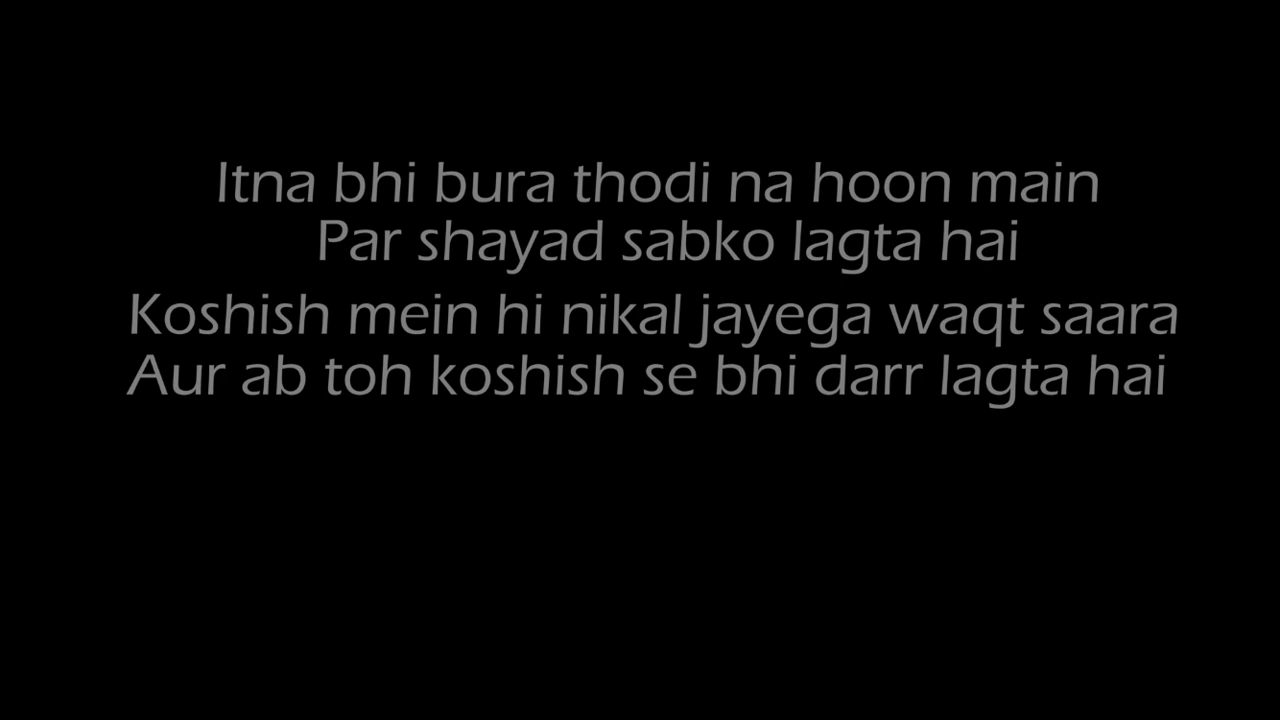 Itna bhi bura thodi na hoon main
Par shayad sabko lagta hai
Koshish mein hi nikal jayega waqt saara
Aur ab toh koshish se bhi darr lagta hai